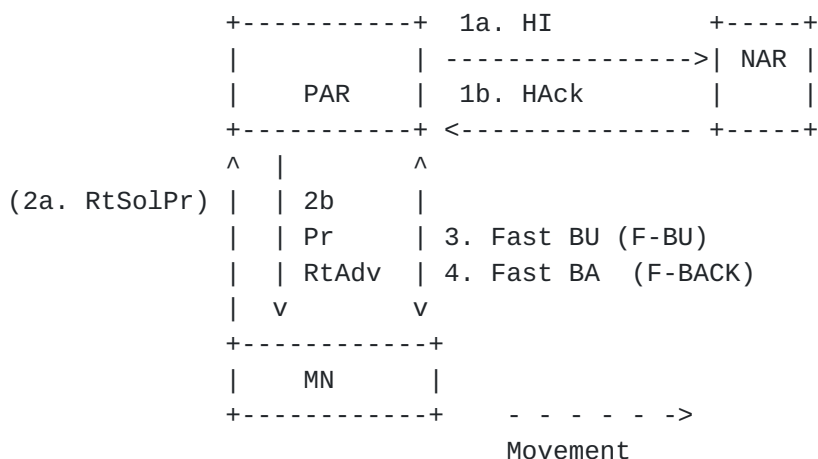 1a. HI
NAR
PAR 1b. HAck
(2a. RtSolPr) 2b
Pr 3. Fast BU (F-BU)
RtAdv 4. Fast BA (F-BACK)
MN
Movement